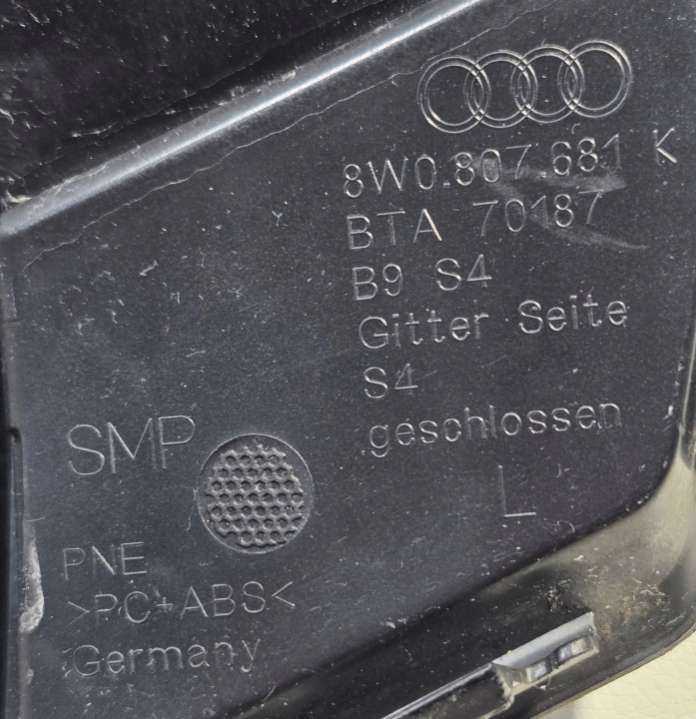 8W0.807.681 K
BTA 70187
B9 S4
Gitter Seite
S4
geschlossen
L
SMP
PNE
>PC+ABS<
Germany